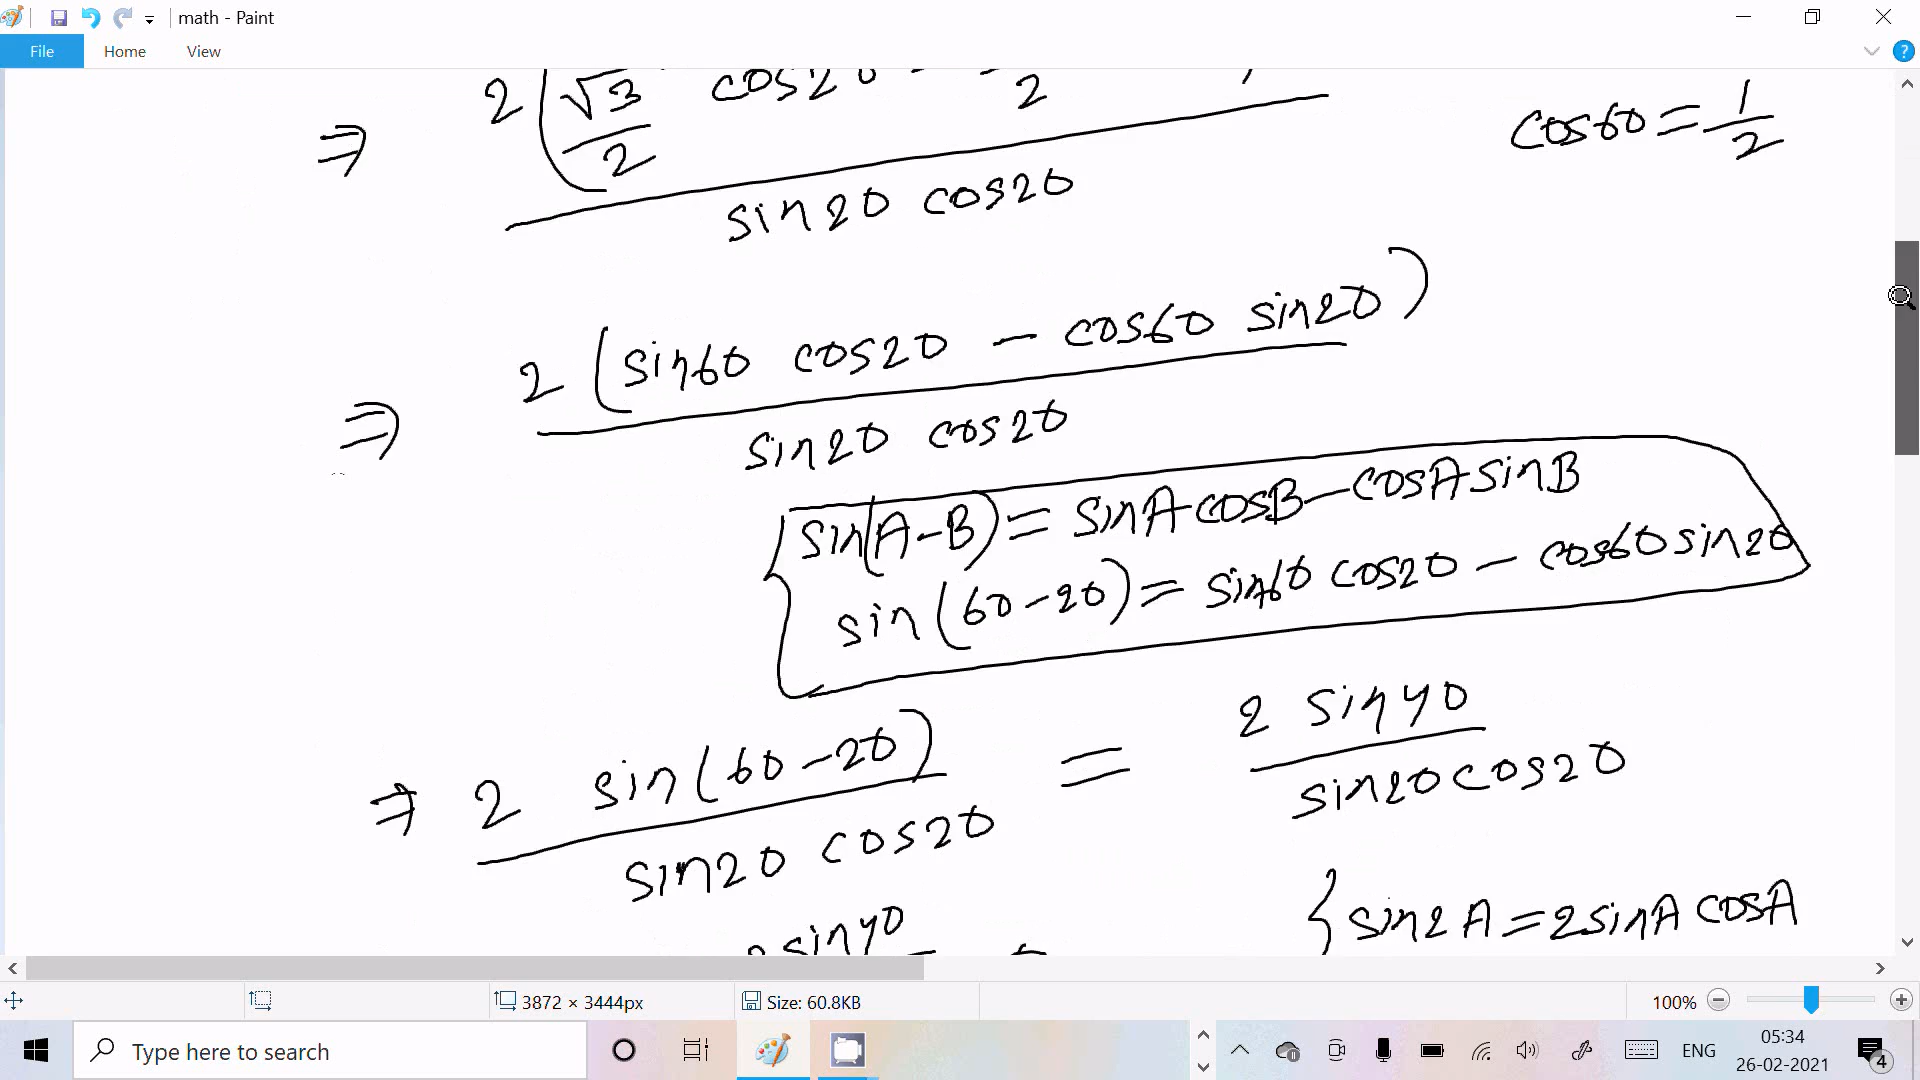 math - Paint
File Home View
⇒ 2(√3/2 cos20 - /2
sin20 cos20
cos60 = 1/2
⇒ 2(sin60 cos20 - cos60 sin20)
sin20 cos20
{sin(A-B) = sinA cosB - cosA sinB
sin(60-20) = sin60 cos20 - cos60 sin20
⇒ 2 sin(60-20) / sin20 cos20 = 2 sin40 / sin20 cos20
{sin2A = 2sinA cosA
2 sin40
3872 × 3444px
Size: 60.8KB
100%
Type here to search
ENG
05:34
26-02-2021
4